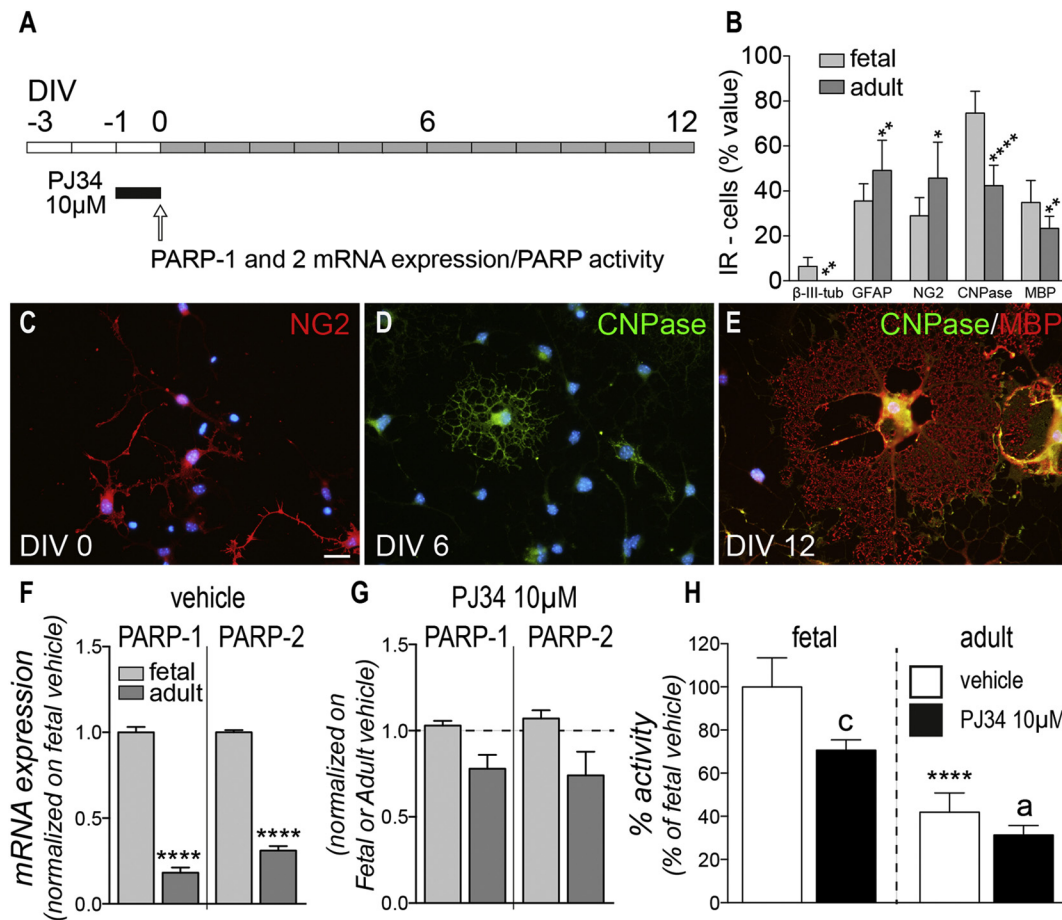 A
DIV
-3 -1 0 6 12
PJ34
10µM
PARP-1 and 2 mRNA expression/PARP activity
B
IR - cells (% value)
100
80
60
40
20
0
fetal
adult
** * **** ** **
β-III-tub GFAP NG2 CNPase MBP
C NG2
DIV 0
D CNPase
DIV 6
E CNPase/MBP
DIV 12
F vehicle
PARP-1 PARP-2
mRNA expression
(normalized on fetal vehicle)
1.5
1.0
0.5
0.0
fetal
adult
**** ****
G PJ34 10µM
PARP-1 PARP-2
(normalized on
Fetal or Adult vehicle)
1.5
1.0
0.5
0.0
H
fetal adult
% activity
(% of fetal vehicle)
120
100
80
60
40
20
0
vehicle
PJ34 10µM
c **** a